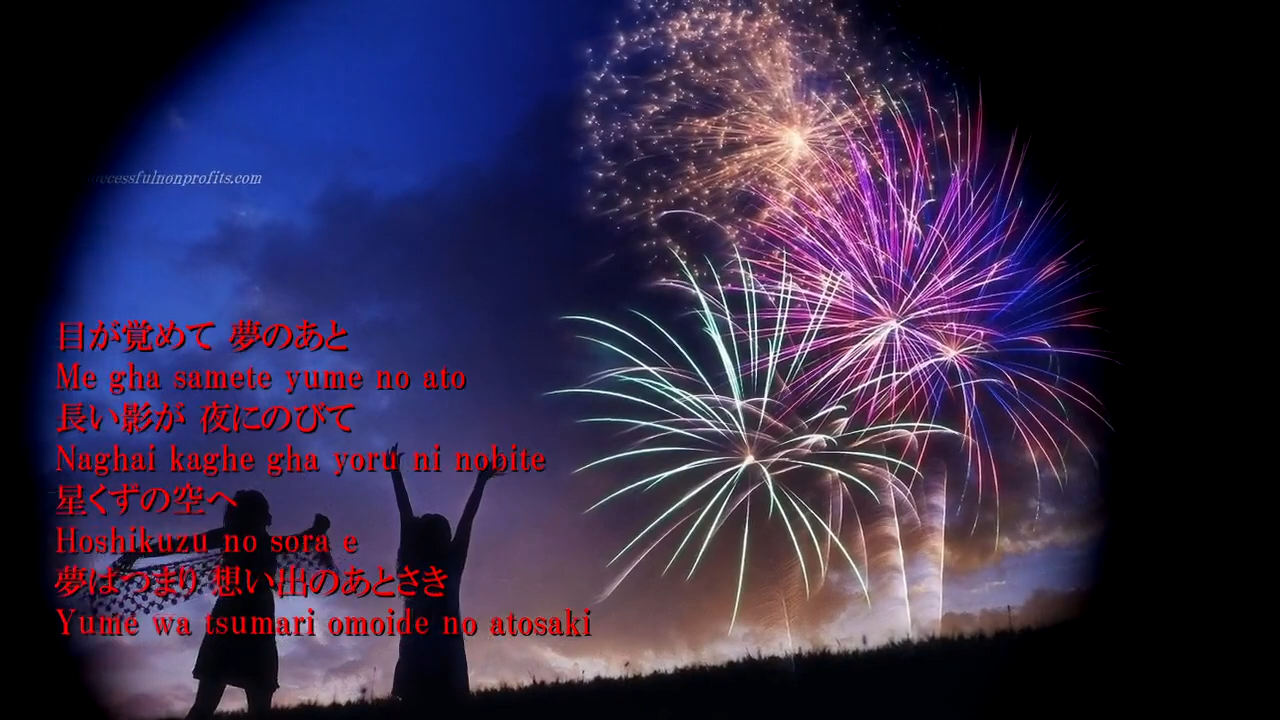 目が覚めて 夢のあと
Me gha samete yume no ato
長い影が 夜にのびて
Naghai kaghe gha yoru ni nobite
星くずの空へ
Hoshikuzu no sora e
夢はつまり 想い出のあとさき
Yume wa tsumari omoide no atosaki